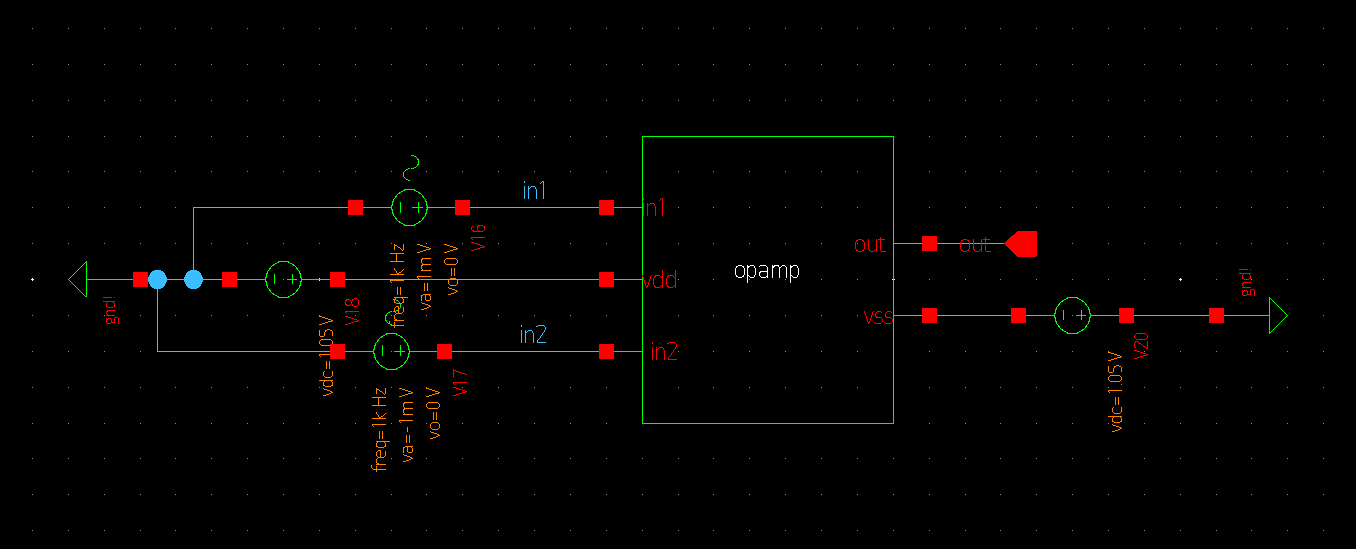 in1
in1
V16
freq=1k Hz
va=1m V
vo=0 V
gnd!
vdd
V18
vdc=1.05 V
in2
in2
V17
freq=1k Hz
va=-1m V
vo=0 V
opamp
out
out
vss
V20
vdc=1.05 V
gnd!